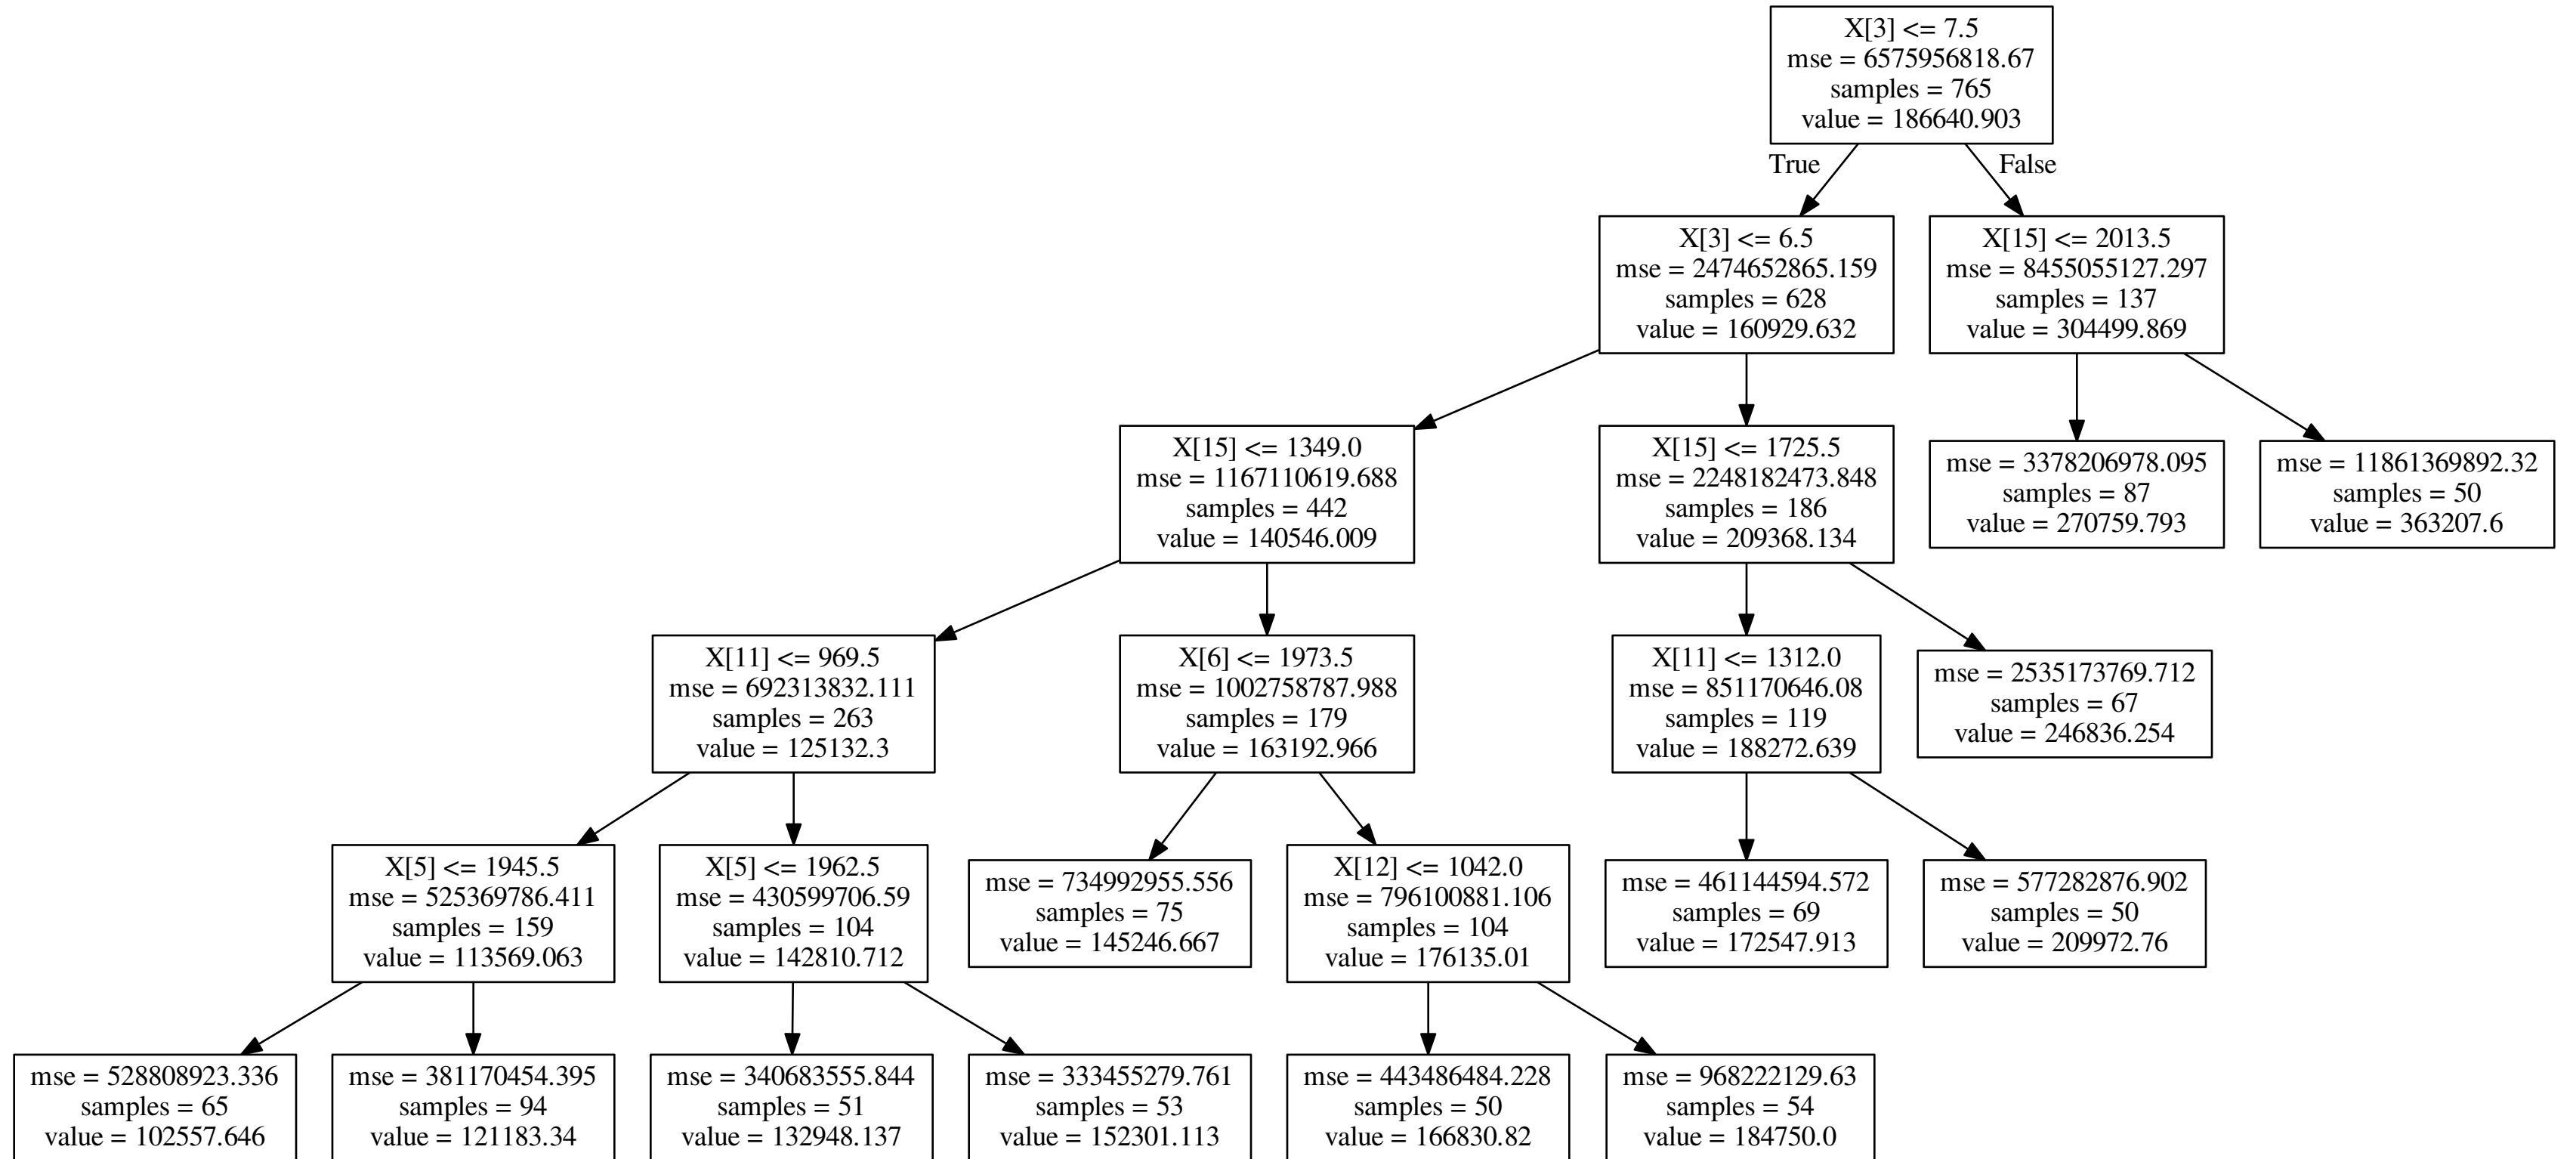 X[3] <= 7.5
mse = 6575956818.67
samples = 765
value = 186640.903
True
False
X[3] <= 6.5
mse = 2474652865.159
samples = 628
value = 160929.632
X[15] <= 2013.5
mse = 8455055127.297
samples = 137
value = 304499.869
X[15] <= 1349.0
mse = 1167110619.688
samples = 442
value = 140546.009
X[15] <= 1725.5
mse = 2248182473.848
samples = 186
value = 209368.134
mse = 3378206978.095
samples = 87
value = 270759.793
mse = 11861369892.32
samples = 50
value = 363207.6
X[11] <= 969.5
mse = 692313832.111
samples = 263
value = 125132.3
X[6] <= 1973.5
mse = 1002758787.988
samples = 179
value = 163192.966
X[11] <= 1312.0
mse = 851170646.08
samples = 119
value = 188272.639
mse = 2535173769.712
samples = 67
value = 246836.254
X[5] <= 1945.5
mse = 525369786.411
samples = 159
value = 113569.063
X[5] <= 1962.5
mse = 430599706.59
samples = 104
value = 142810.712
mse = 734992955.556
samples = 75
value = 145246.667
X[12] <= 1042.0
mse = 796100881.106
samples = 104
value = 176135.01
mse = 461144594.572
samples = 69
value = 172547.913
mse = 577282876.902
samples = 50
value = 209972.76
mse = 528808923.336
samples = 65
value = 102557.646
mse = 381170454.395
samples = 94
value = 121183.34
mse = 340683555.844
samples = 51
value = 132948.137
mse = 333455279.761
samples = 53
value = 152301.113
mse = 443486484.228
samples = 50
value = 166830.82
mse = 968222129.63
samples = 54
value = 184750.0